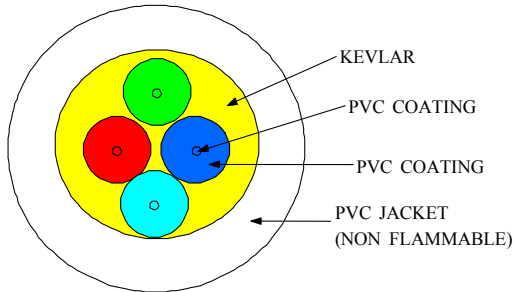 KEVLAR
PVC COATING
PVC COATING
PVC JACKET
(NON FLAMMABLE)